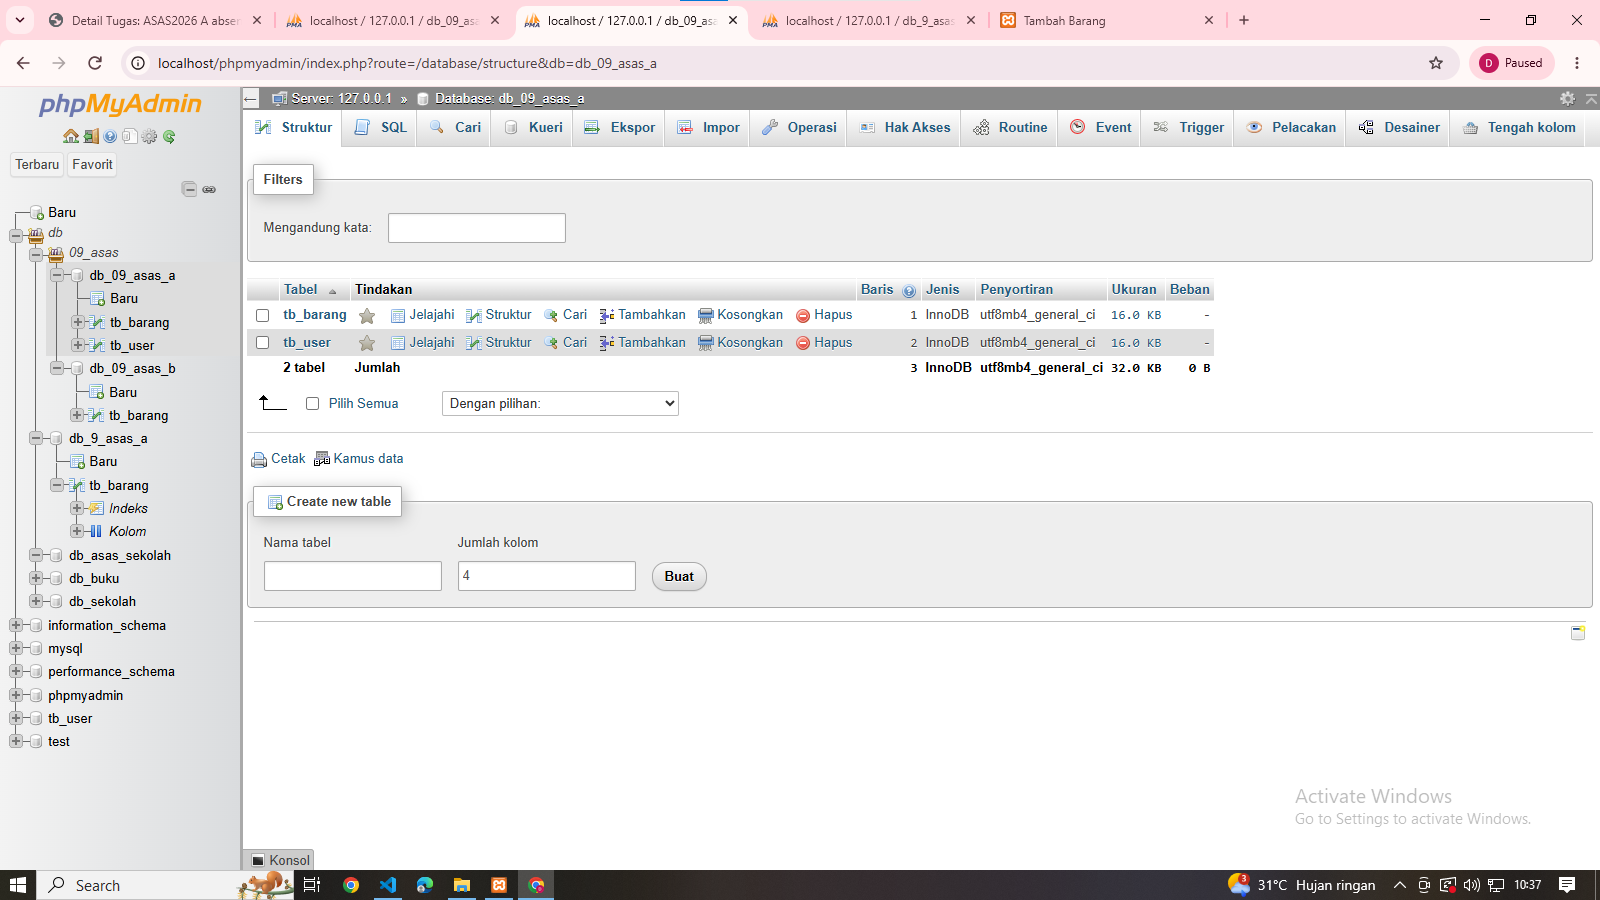 Detail Tugas: ASAS2026 A absen
localhost / 127.0.0.1 / db_09_asa
localhost / 127.0.0.1 / db_09_asa
localhost / 127.0.0.1 / db_9_asas
Tambah Barang
localhost/phpmyadmin/index.php?route=/database/structure&db=db_09_asas_a
D Paused
phpMyAdmin
Terbaru Favorit
Baru
db
09_asas
db_09_asas_a
Baru
tb_barang
tb_user
db_09_asas_b
Baru
tb_barang
db_9_asas_a
Baru
tb_barang
Indeks
Kolom
db_asas_sekolah
db_buku
db_sekolah
information_schema
mysql
performance_schema
phpmyadmin
tb_user
test
Server: 127.0.0.1 » Database: db_09_asas_a
Struktur SQL Cari Kueri Ekspor Impor Operasi Hak Akses Routine Event Trigger Pelacakan Desainer Tengah kolom
Filters
Mengandung kata:
Tabel Tindakan Baris Jenis Penyortiran Ukuran Beban
tb_barang Jelajahi Struktur Cari Tambahkan Kosongkan Hapus 1 InnoDB utf8mb4_general_ci 16.0 KB -
tb_user Jelajahi Struktur Cari Tambahkan Kosongkan Hapus 2 InnoDB utf8mb4_general_ci 16.0 KB -
2 tabel Jumlah 3 InnoDB utf8mb4_general_ci 32.0 KB 0 B
Pilih Semua Dengan pilihan:
Cetak Kamus data
Create new table
Nama tabel Jumlah kolom
4 Buat
Activate Windows
Go to Settings to activate Windows.
Konsol
Search
3 31°C Hujan ringan 10:37